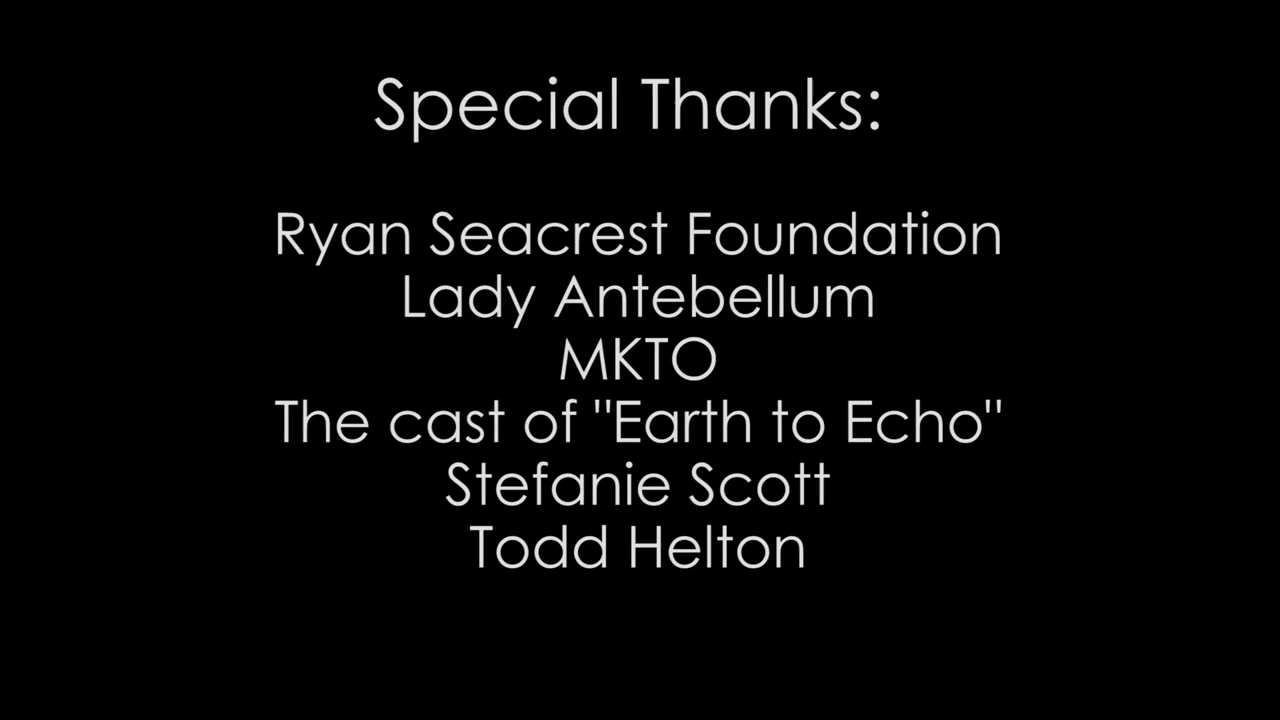 Special Thanks:
Ryan Seacrest Foundation
Lady Antebellum
MKTO
The cast of "Earth to Echo"
Stefanie Scott
Todd Helton